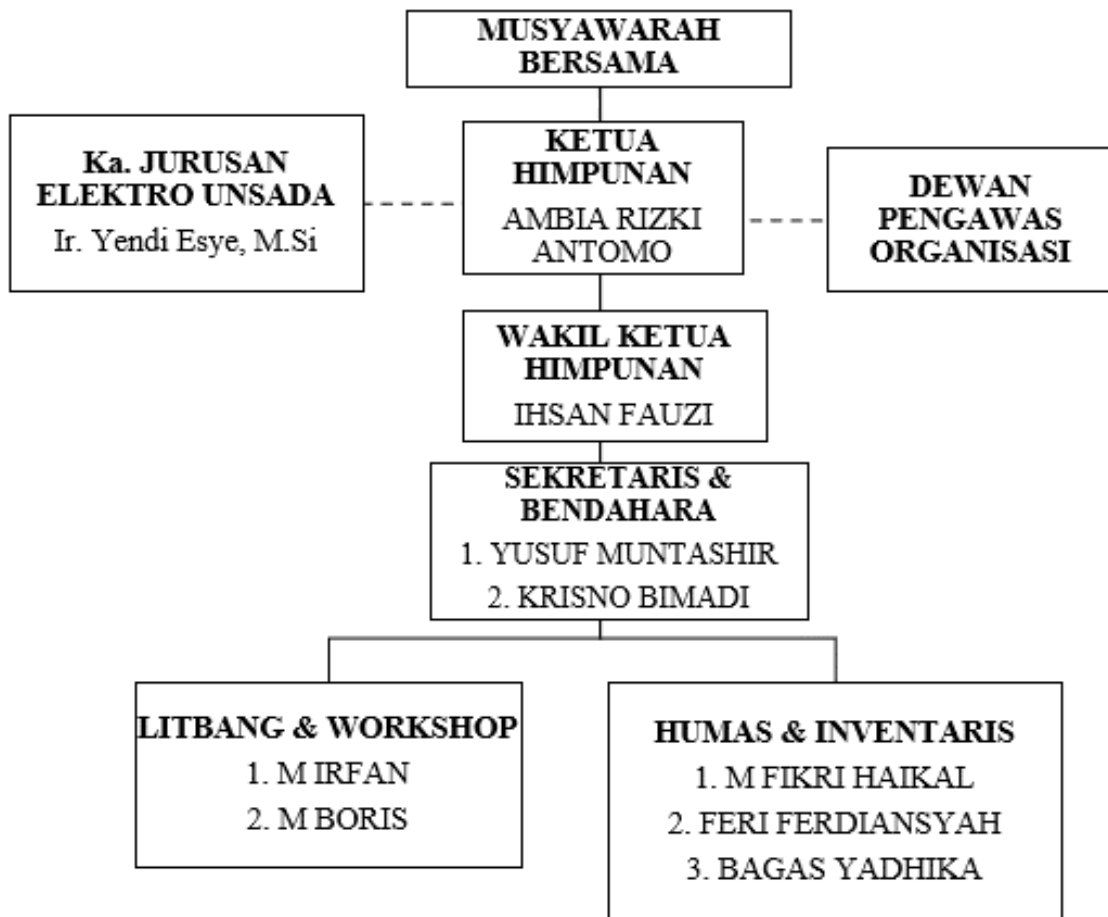 MUSYAWARAH
BERSAMA
Ka. JURUSAN
ELEKTRO UNSADA
Ir. Yendi Esye, M.Si
KETUA
HIMPUNAN
AMBIA RIZKI
ANTOMO
DEWAN
PENGAWAS
ORGANISASI
WAKIL KETUA
HIMPUNAN
IHSAN FAUZI
SEKRETARIS &
BENDAHARA
1. YUSUF MUNTASHIR
2. KRISNO BIMADI
LITBANG & WORKSHOP
1. M IRFAN
2. M BORIS
HUMAS & INVENTARIS
1. M FIKRI HAIKAL
2. FERI FERDIANSYAH
3. BAGAS YADHIKA